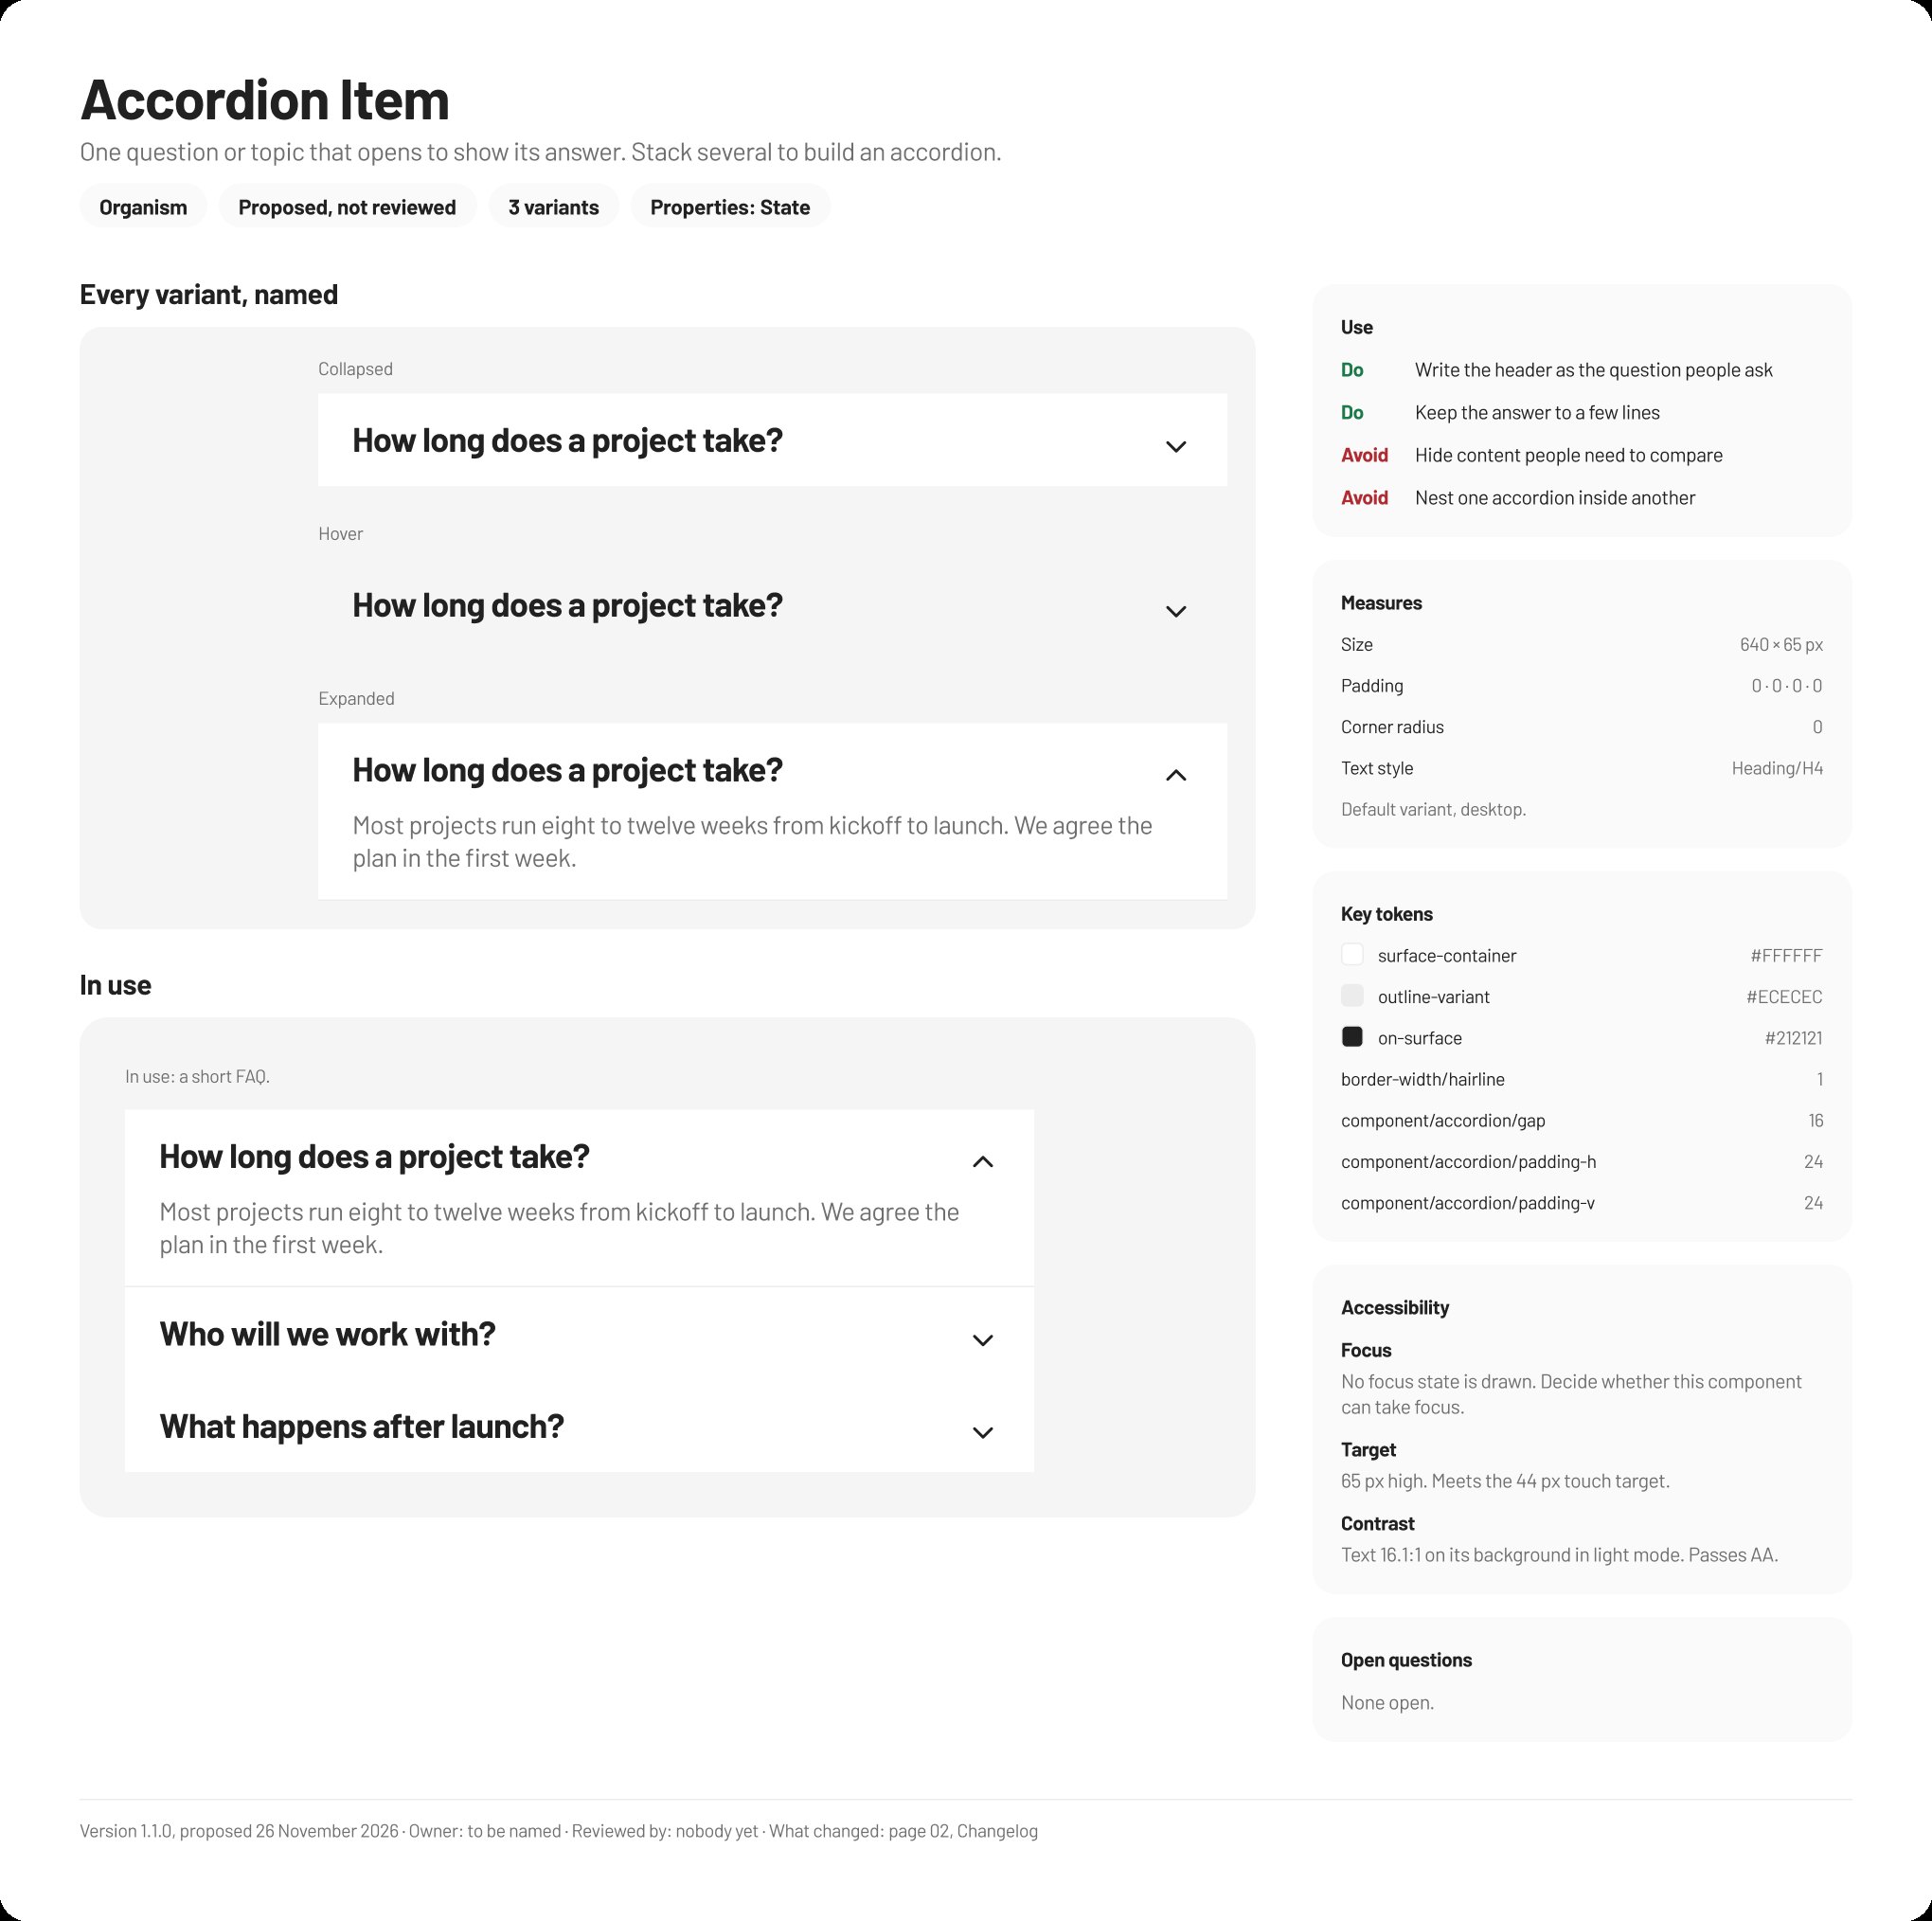 Accordion Item
One question or topic that opens to show its answer. Stack several to build an accordion.
Organism
Proposed, not reviewed
3 variants
Properties: State
Every variant, named
Collapsed
How long does a project take?
Hover
How long does a project take?
Expanded
How long does a project take?
Most projects run eight to twelve weeks from kickoff to launch. We agree the
plan in the first week.
In use
In use: a short FAQ.
How long does a project take?
Most projects run eight to twelve weeks from kickoff to launch. We agree the
plan in the first week.
Who will we work with?
What happens after launch?
Use
Do Write the header as the question people ask
Do Keep the answer to a few lines
Avoid Hide content people need to compare
Avoid Nest one accordion inside another
Measures
Size 640 × 65 px
Padding 0 · 0 · 0 · 0
Corner radius 0
Text style Heading/H4
Default variant, desktop.
Key tokens
surface-container #FFFFFF
outline-variant #ECECEC
on-surface #212121
border-width/hairline 1
component/accordion/gap 16
component/accordion/padding-h 24
component/accordion/padding-v 24
Accessibility
Focus
No focus state is drawn. Decide whether this component
can take focus.
Target
65 px high. Meets the 44 px touch target.
Contrast
Text 16.1:1 on its background in light mode. Passes AA.
Open questions
None open.
Version 1.1.0, proposed 26 November 2026 · Owner: to be named · Reviewed by: nobody yet · What changed: page 02, Changelog